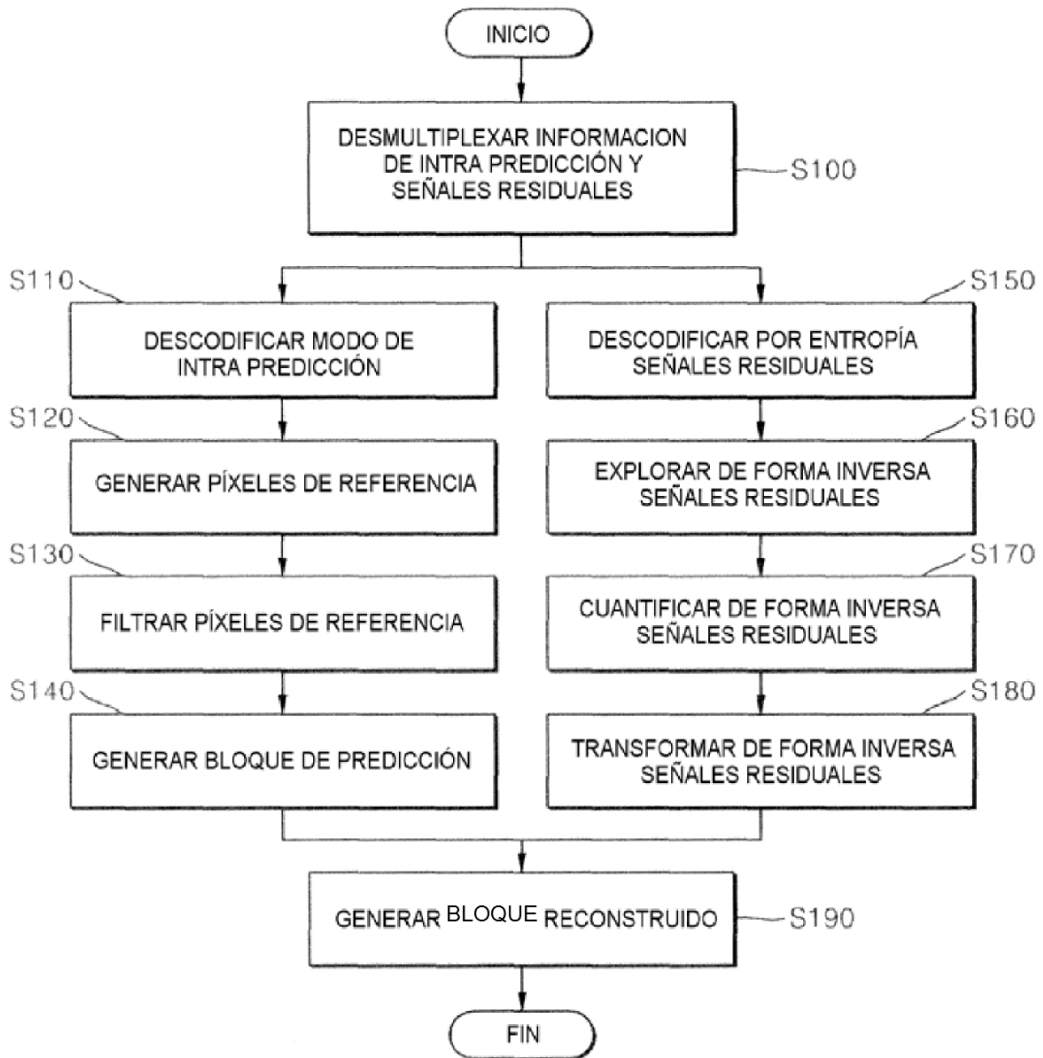 INICIO
DESMULTIPLEXAR INFORMACION
DE INTRA PREDICCIÓN Y
SEÑALES RESIDUALES
S100
S110
DESCODIFICAR MODO DE
INTRA PREDICCIÓN
S120
GENERAR PÍXELES DE REFERENCIA
S130
FILTRAR PÍXELES DE REFERENCIA
S140
GENERAR BLOQUE DE PREDICCIÓN
S150
DESCODIFICAR POR ENTROPÍA
SEÑALES RESIDUALES
S160
EXPLORAR DE FORMA INVERSA
SEÑALES RESIDUALES
S170
CUANTIFICAR DE FORMA INVERSA
SEÑALES RESIDUALES
S180
TRANSFORMAR DE FORMA INVERSA
SEÑALES RESIDUALES
GENERAR BLOQUE RECONSTRUIDO
S190
FIN